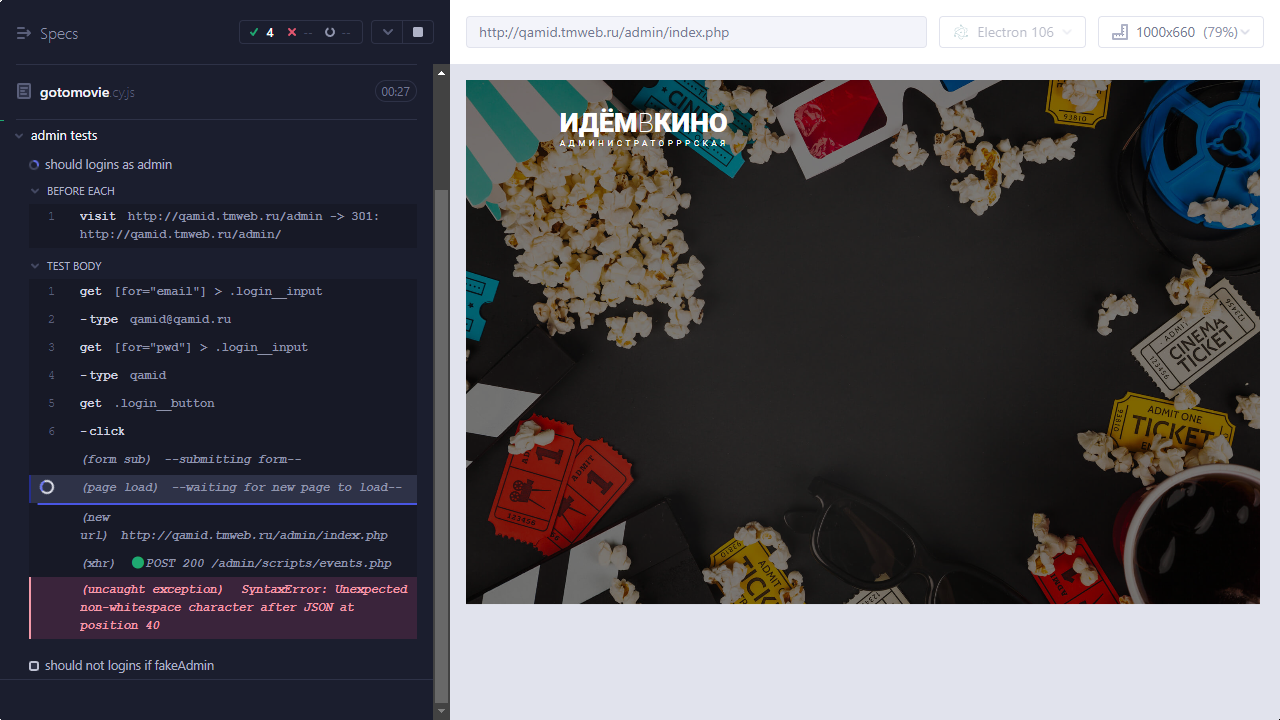 Specs
4
--
--
gotomovie.cy.js
00:27
admin tests
should logins as admin
BEFORE EACH
1 visit http://qamid.tmweb.ru/admin -> 301:
http://qamid.tmweb.ru/admin/
TEST BODY
1 get [for="email"] > .login__input
2 -type qamid@qamid.ru
3 get [for="pwd"] > .login__input
4 -type qamid
5 get .login__button
6 -click
(form sub) --submitting form--
(page load) --waiting for new page to load--
(new
url) http://qamid.tmweb.ru/admin/index.php
(xhr) POST 200 /admin/scripts/events.php
(uncaught exception) SyntaxError: Unexpected
non-whitespace character after JSON at
position 40
should not logins if fakeAdmin
http://qamid.tmweb.ru/admin/index.php
Electron 106
1000x660 (79%)
ИДЁМВКИНО
АДМИНИСТРАТОРРРСКАЯ
CINEMA
93810
ADMIT
CINEMA
TICKET
123456
ADMIT ONE
TICKET
ADMIT
1
123456